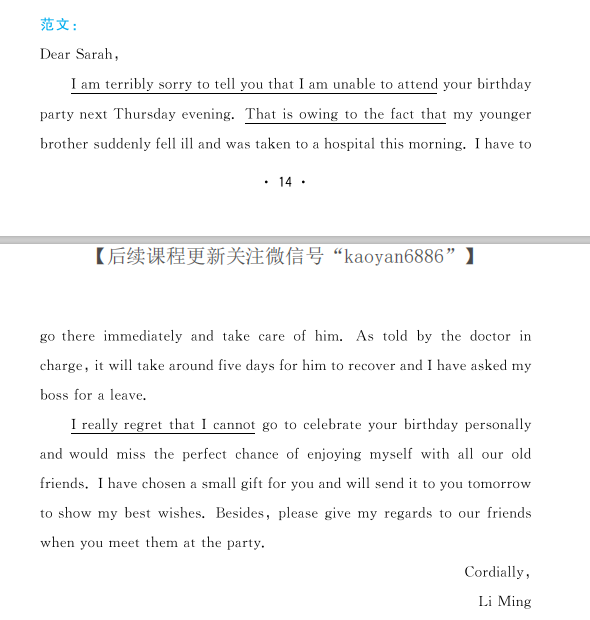 范文：
Dear Sarah,
I am terribly sorry to tell you that I am unable to attend your birthday
party next Thursday evening. That is owing to the fact that my younger
brother suddenly fell ill and was taken to a hospital this morning. I have to
· 14 ·
【后续课程更新关注微信号“kaoyan6886”】
go there immediately and take care of him. As told by the doctor in
charge, it will take around five days for him to recover and I have asked my
boss for a leave.
I really regret that I cannot go to celebrate your birthday personally
and would miss the perfect chance of enjoying myself with all our old
friends. I have chosen a small gift for you and will send it to you tomorrow
to show my best wishes. Besides, please give my regards to our friends
when you meet them at the party.
Cordially,
Li Ming